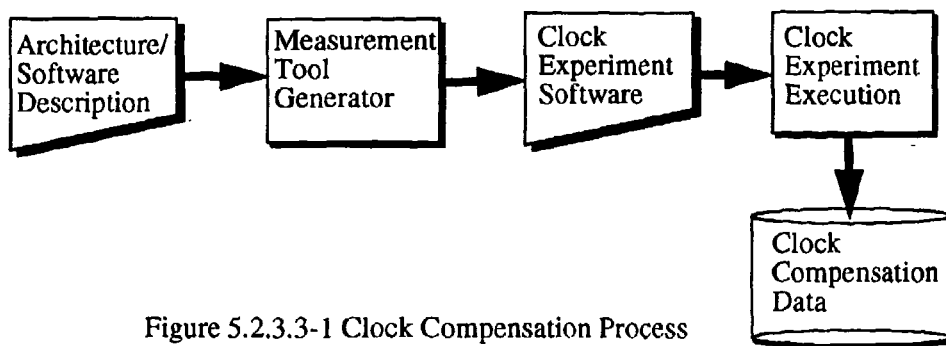 Architecture/
Software
Description
Measurement
Tool
Generator
Clock
Experiment
Software
Clock
Experiment
Execution
Clock
Compensation
Data
Figure 5.2.3.3-1 Clock Compensation Process